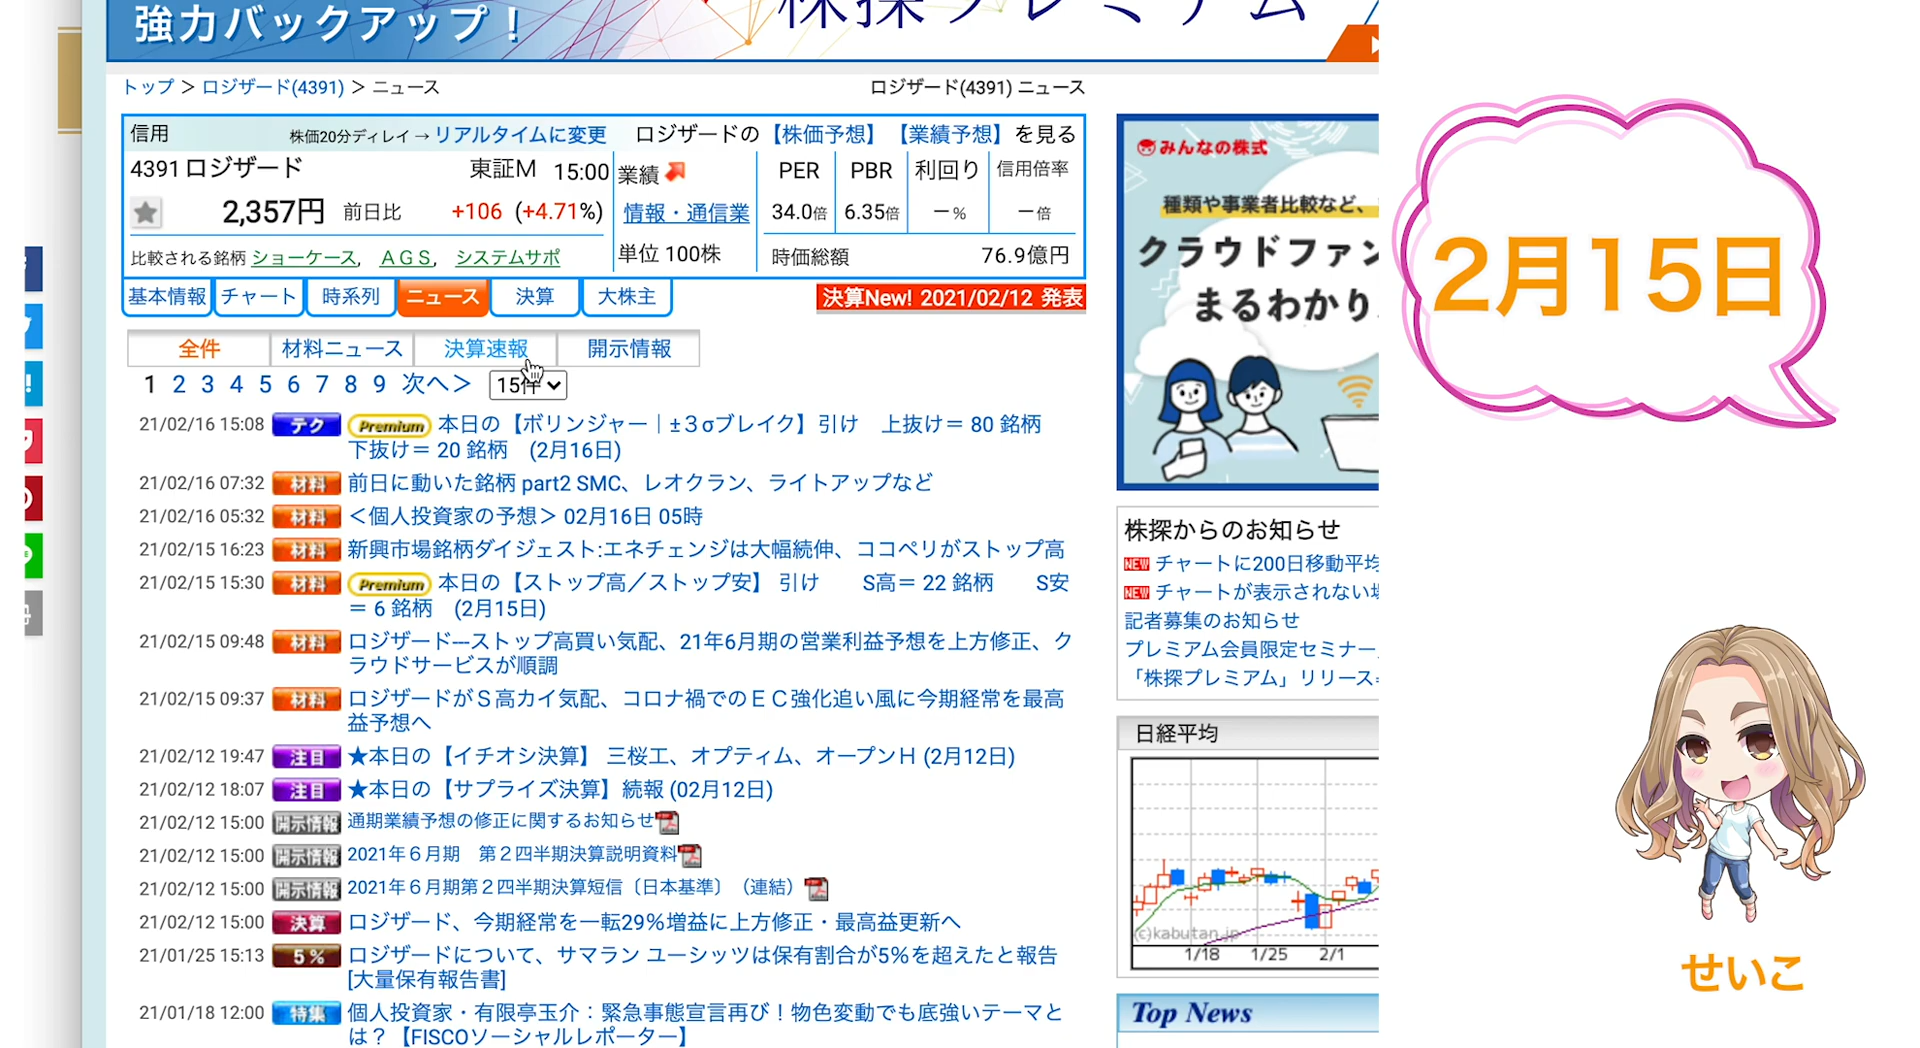 強力バックアップ！
株探プレミアム
トップ > ロジザード(4391) > ニュース
ロジザード(4391) ニュース
信用
株価20分ディレイ → リアルタイムに変更
ロジザードの【株価予想】【業績予想】を見る
4391 ロジザード
東証M 15:00
業績
PER PBR 利回り 信用倍率
2,357円 前日比 +106 (+4.71%)
情報・通信業
34.0倍 6.35倍 －% －倍
比較される銘柄 ショーケース, ＡＧＳ, システムサポ
単位 100株
時価総額 76.9億円
基本情報 チャート 時系列 ニュース 決算 大株主
決算New! 2021/02/12 発表
全件 材料ニュース 決算速報 開示情報
1 2 3 4 5 6 7 8 9 次へ＞ 15件
21/02/16 15:08 テク Premium 本日の【ボリンジャー｜±３σブレイク】引け　上抜け＝ 80 銘柄
下抜け＝ 20 銘柄　(2月16日)
21/02/16 07:32 材料 前日に動いた銘柄 part2 SMC、レオクラン、ライトアップなど
21/02/16 05:32 材料 ＜個人投資家の予想＞ 02月16日 05時
21/02/15 16:23 材料 新興市場銘柄ダイジェスト:エネチェンジは大幅続伸、ココペリがストップ高
21/02/15 15:30 材料 Premium 本日の【ストップ高／ストップ安】 引け　　S高＝ 22 銘柄　　S安
＝ 6 銘柄　(2月15日)
21/02/15 09:48 材料 ロジザード---ストップ高買い気配、21年6月期の営業利益予想を上方修正、ク
ラウドサービスが順調
21/02/15 09:37 材料 ロジザードがＳ高カイ気配、コロナ禍でのＥＣ強化追い風に今期経常を最高
益予想へ
21/02/12 19:47 注目 ★本日の【イチオシ決算】 三桜工、オプティム、オープンＨ (2月12日)
21/02/12 18:07 注目 ★本日の【サプライズ決算】続報 (02月12日)
21/02/12 15:00 開示情報 通期業績予想の修正に関するお知らせ
21/02/12 15:00 開示情報 2021年６月期　第２四半期決算説明資料
21/02/12 15:00 開示情報 2021年６月期第２四半期決算短信〔日本基準〕（連結）
21/02/12 15:00 決算 ロジザード、今期経常を一転29％増益に上方修正・最高益更新へ
21/01/25 15:13 5％ ロジザードについて、サマラン ユーシッツは保有割合が5％を超えたと報告
[大量保有報告書]
21/01/18 12:00 特集 個人投資家・有限亭玉介：緊急事態宣言再び！物色変動でも底強いテーマと
は？【FISCOソーシャルレポーター】
みんなの株式
種類や事業者比較など、
クラウドファン
まるわかり
株探からのお知らせ
NEW チャートに200日移動平均
NEW チャートが表示されない
記者募集のお知らせ
プレミアム会員限定セミナー
「株探プレミアム」リリース
日経平均
(c)kabutan.jp
1/18 1/25 2/1
Top News
2月15日
せいこ